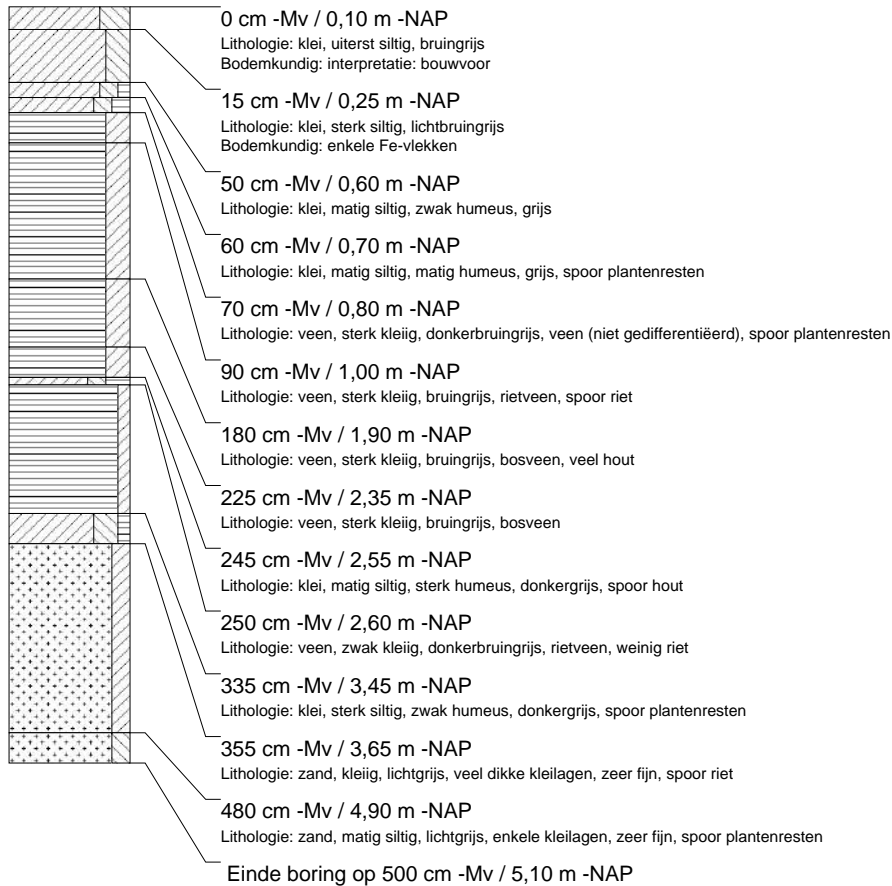 0 cm -Mv / 0,10 m -NAP
Lithologie: klei, uiterst siltig, bruingrijs
Bodemkundig: interpretatie: bouwvoor
15 cm -Mv / 0,25 m -NAP
Lithologie: klei, sterk siltig, lichtbruingrijs
Bodemkundig: enkele Fe-vlekken
50 cm -Mv / 0,60 m -NAP
Lithologie: klei, matig siltig, zwak humeus, grijs
60 cm -Mv / 0,70 m -NAP
Lithologie: klei, matig siltig, matig humeus, grijs, spoor plantenresten
70 cm -Mv / 0,80 m -NAP
Lithologie: veen, sterk kleiig, donkerbruingrijs, veen (niet gedifferentiëerd), spoor plantenresten
90 cm -Mv / 1,00 m -NAP
Lithologie: veen, sterk kleiig, bruingrijs, rietveen, spoor riet
180 cm -Mv / 1,90 m -NAP
Lithologie: veen, sterk kleiig, bruingrijs, bosveen, veel hout
225 cm -Mv / 2,35 m -NAP
Lithologie: veen, sterk kleiig, bruingrijs, bosveen
245 cm -Mv / 2,55 m -NAP
Lithologie: klei, matig siltig, sterk humeus, donkergrijs, spoor hout
250 cm -Mv / 2,60 m -NAP
Lithologie: veen, zwak kleiig, donkerbruingrijs, rietveen, weinig riet
335 cm -Mv / 3,45 m -NAP
Lithologie: klei, sterk siltig, zwak humeus, donkergrijs, spoor plantenresten
355 cm -Mv / 3,65 m -NAP
Lithologie: zand, kleiig, lichtgrijs, veel dikke kleilagen, zeer fijn, spoor riet
480 cm -Mv / 4,90 m -NAP
Lithologie: zand, matig siltig, lichtgrijs, enkele kleilagen, zeer fijn, spoor plantenresten
Einde boring op 500 cm -Mv / 5,10 m -NAP